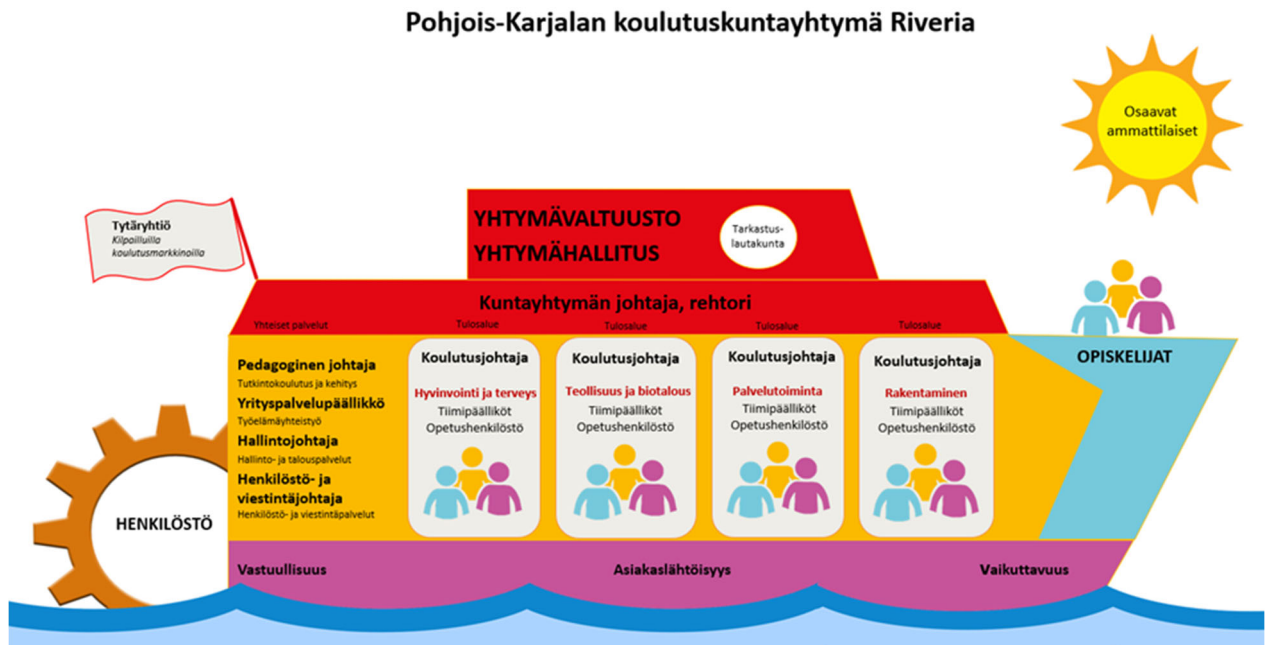 Pohjois-Karjalan koulutuskuntayhtymä Riveria
Osaavat
ammattilaiset
Tytäryhtiö
Kilpailluilla
koulutusmarkkinoilla
YHTYMÄVALTUUSTO
YHTYMÄHALLITUS
Tarkastus-
lautakunta
Kuntayhtymän johtaja, rehtori
Yhteiset palvelut
Tulosalue
Tulosalue
Tulosalue
Tulosalue
Pedagoginen johtaja
Tutkintokoulutus ja kehitys
Yrityspalvelupäällikkö
Työelämäyhteistyö
Hallintojohtaja
Hallinto- ja talouspalvelut
Henkilöstö- ja
viestintäjohtaja
Henkilöstö- ja viestintäpalvelut
Koulutusjohtaja
Hyvinvointi ja terveys
Tiimipäälliköt
Opetushenkilöstö
Koulutusjohtaja
Teollisuus ja biotalous
Tiimipäälliköt
Opetushenkilöstö
Koulutusjohtaja
Palvelutoiminta
Tiimipäälliköt
Opetushenkilöstö
Koulutusjohtaja
Rakentaminen
Tiimipäälliköt
Opetushenkilöstö
OPISKELIJAT
HENKILÖSTÖ
Vastuullisuus
Asiakaslähtöisyys
Vaikuttavuus